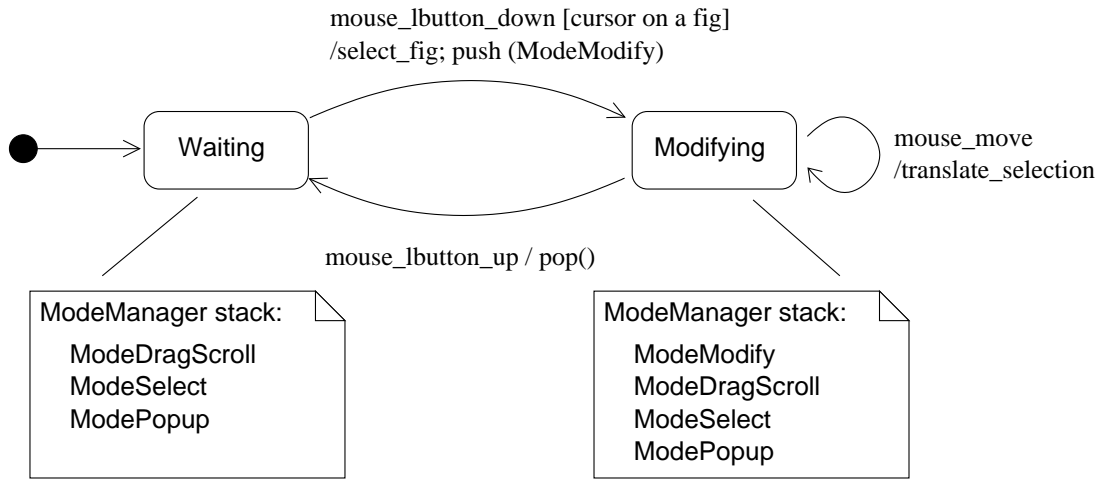 mouse_lbutton_down [cursor on a fig]
/select_fig; push (ModeModify)
Waiting
Modifying
mouse_move
/translate_selection
mouse_lbutton_up / pop()
ModeManager stack:
ModeDragScroll
ModeSelect
ModePopup
ModeManager stack:
ModeModify
ModeDragScroll
ModeSelect
ModePopup